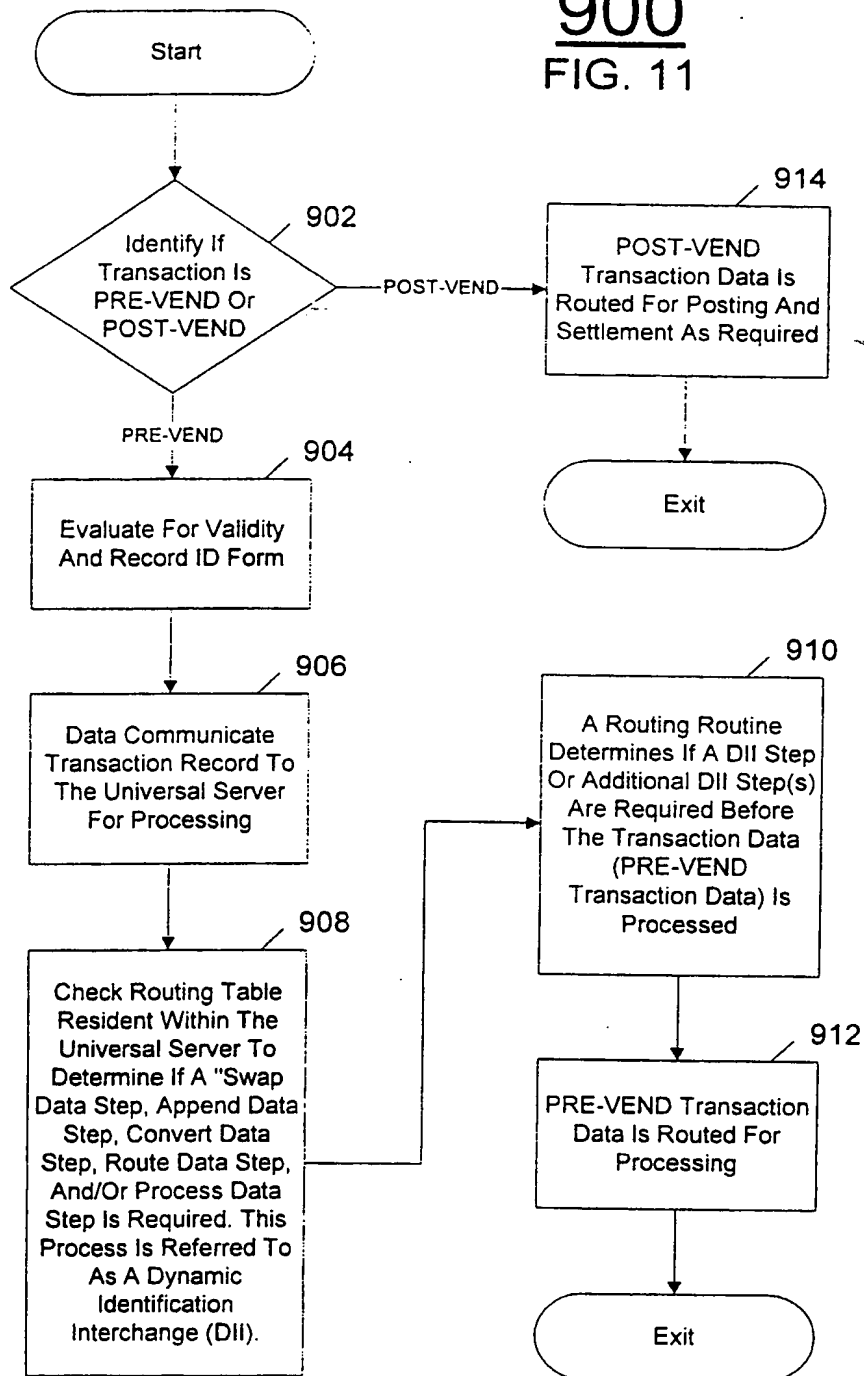 900
FIG. 11
Start
902
Identify If
Transaction Is
PRE-VEND Or
POST-VEND
POST-VEND
914
POST-VEND
Transaction Data Is
Routed For Posting And
Settlement As Required
Exit
PRE-VEND
904
Evaluate For Validity
And Record ID Form
906
Data Communicate
Transaction Record To
The Universal Server
For Processing
908
Check Routing Table
Resident Within The
Universal Server To
Determine If A "Swap
Data Step, Append Data
Step, Convert Data
Step, Route Data Step,
And/Or Process Data
Step Is Required. This
Process Is Referred To
As A Dynamic
Identification
Interchange (DII).
910
A Routing Routine
Determines If A DII Step
Or Additional DII Step(s)
Are Required Before
The Transaction Data
(PRE-VEND
Transaction Data) Is
Processed
912
PRE-VEND Transaction
Data Is Routed For
Processing
Exit